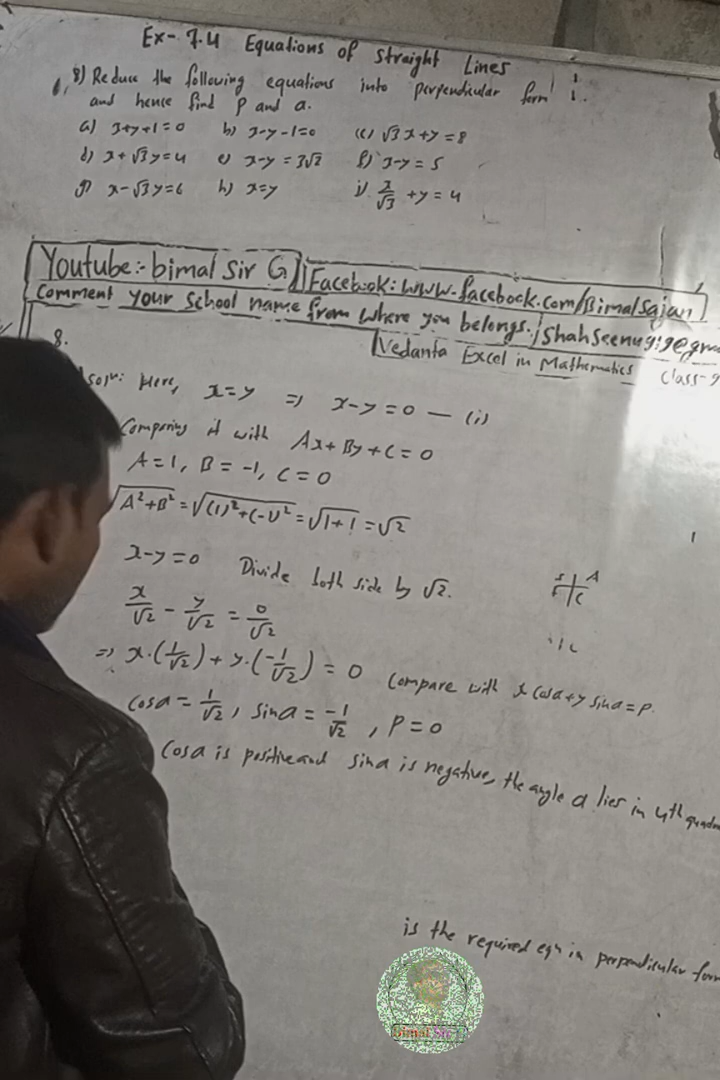 Ex- 7.4 Equations of Straight Lines
8) Reduce the following equations into perpendicular form
and hence find p and α.
a) x+y+1=0 b) x-y-1=0 (c) √3x+y=8
d) x+√3y=4 e) x-y=3√2 f) x-y=5
g) x-√3y=6 h) x=y i) x/√3 +y=4
Youtube:- bimal Sir G Facebook: www.facebook.com/Bimalsajan
Comment your school name from where you belongs. /
Vedanta Excel in Mathematics Class-9
8.
Soln: Here, x=y ⇒ x-y=0 — (i)
Comparing it with Ax+By+C=0
A=1, B=-1, C=0
√A²+B² = √(1)²+(-1)² = √1+1 = √2
x-y=0 Divide both side by √2.
x/√2 - y/√2 = 0/√2
⇒ x.(1/√2)+y.(-1/√2)=0 Compare with x cosα+y sinα=p.
cosα=1/√2, sinα=-1/√2, p=0
S A
T C
Cosα is positive and sinα is negative, the angle α lies in 4th
is the required eqn in perpendicular form
bimal Sir